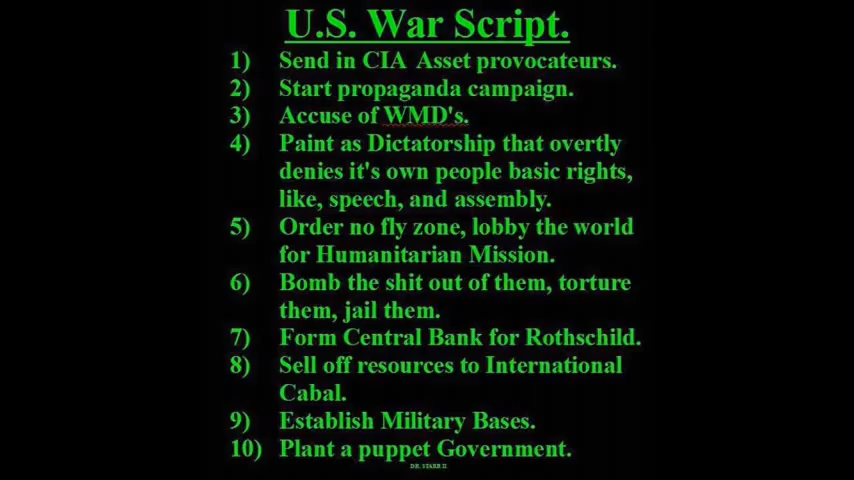 U.S. War Script.
1) Send in CIA Asset provocateurs.
2) Start propaganda campaign.
3) Accuse of WMD's.
4) Paint as Dictatorship that overtly
denies it's own people basic rights,
like, speech, and assembly.
5) Order no fly zone, lobby the world
for Humanitarian Mission.
6) Bomb the shit out of them, torture
them, jail them.
7) Form Central Bank for Rothschild.
8) Sell off resources to International
Cabal.
9) Establish Military Bases.
10) Plant a puppet Government.
DR. STARR II